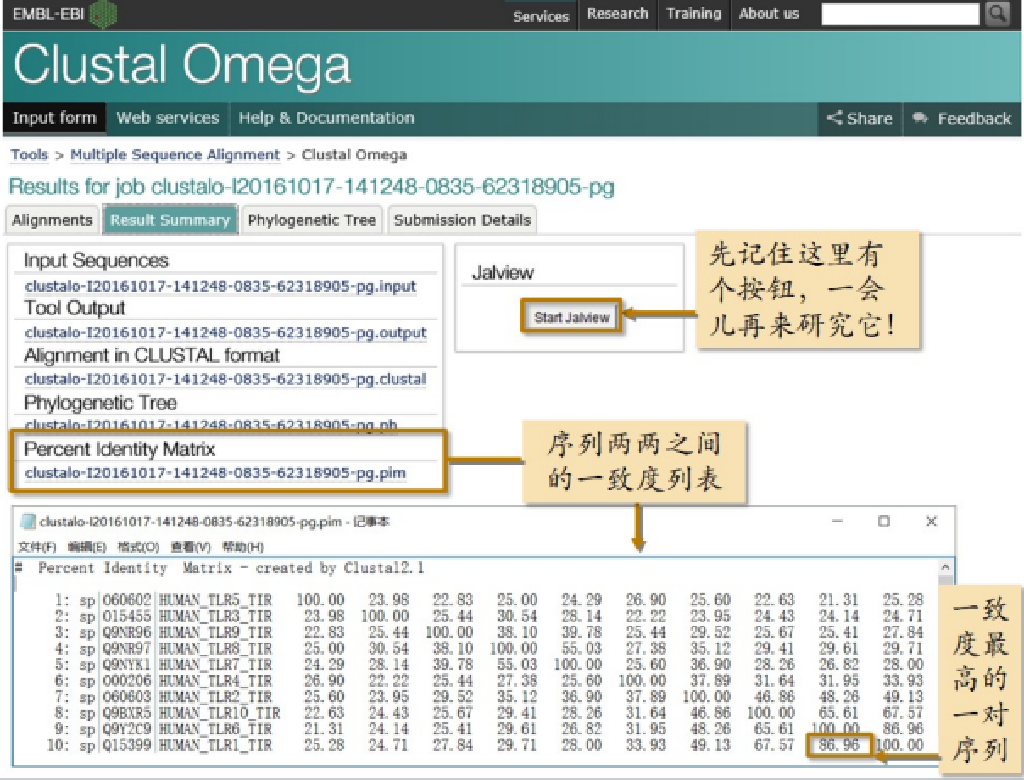 EMBL-EBI
Services Research Training About us
Clustal Omega
Input form Web services Help & Documentation Share Feedback
Tools > Multiple Sequence Alignment > Clustal Omega
Results for job clustalo-I20161017-141248-0835-62318905-pg
Alignments Result Summary Phylogenetic Tree Submission Details
Input Sequences
clustalo-I20161017-141248-0835-62318905-pg.input
Tool Output
clustalo-I20161017-141248-0835-62318905-pg.output
Alignment in CLUSTAL format
clustalo-I20161017-141248-0835-62318905-pg.clustal
Phylogenetic Tree
clustalo-I20161017-141248-0835-62318905-pg.ph
Percent Identity Matrix
clustalo-I20161017-141248-0835-62318905-pg.pim
Jalview
Start Jalview
先记住这里有
个按钮，一会
儿再来研究它！
序列两两之间
的一致度列表
clustalo-I20161017-141248-0835-62318905-pg.pim - 记事本
文件(F) 编辑(E) 格式(O) 查看(V) 帮助(H)
# Percent Identity Matrix - created by Clustal2.1
1: sp|O60602|HUMAN_TLR5_TIR 100.00 23.98 22.83 25.00 24.29 26.90 25.60 22.63 21.31 25.28
2: sp|O15455|HUMAN_TLR3_TIR 23.98 100.00 25.44 30.54 28.14 22.22 23.95 24.43 24.14 24.71
3: sp|Q9NR96|HUMAN_TLR9_TIR 22.83 25.44 100.00 38.10 39.78 25.44 29.52 25.67 25.41 27.84
4: sp|Q9NR97|HUMAN_TLR8_TIR 25.00 30.54 38.10 100.00 55.03 27.38 35.12 29.41 29.61 29.71
5: sp|Q9NYK1|HUMAN_TLR7_TIR 24.29 28.14 39.78 55.03 100.00 25.60 36.90 28.26 26.82 28.00
6: sp|O00206|HUMAN_TLR4_TIR 26.90 22.22 25.44 27.38 25.60 100.00 37.89 31.64 31.95 33.93
7: sp|O60603|HUMAN_TLR2_TIR 25.60 23.95 29.52 35.12 36.90 37.89 100.00 46.86 48.26 49.13
8: sp|Q9BXR5|HUMAN_TLR10_TIR 22.63 24.43 25.67 29.41 28.26 31.64 46.86 100.00 65.61 67.57
9: sp|Q9Y2C9|HUMAN_TLR6_TIR 21.31 24.14 25.41 29.61 26.82 31.95 48.26 65.61 100.00 86.96
10: sp|Q15399|HUMAN_TLR1_TIR 25.28 24.71 27.84 29.71 28.00 33.93 49.13 67.57 86.96 100.00
一致
度最
高的
一对
序列